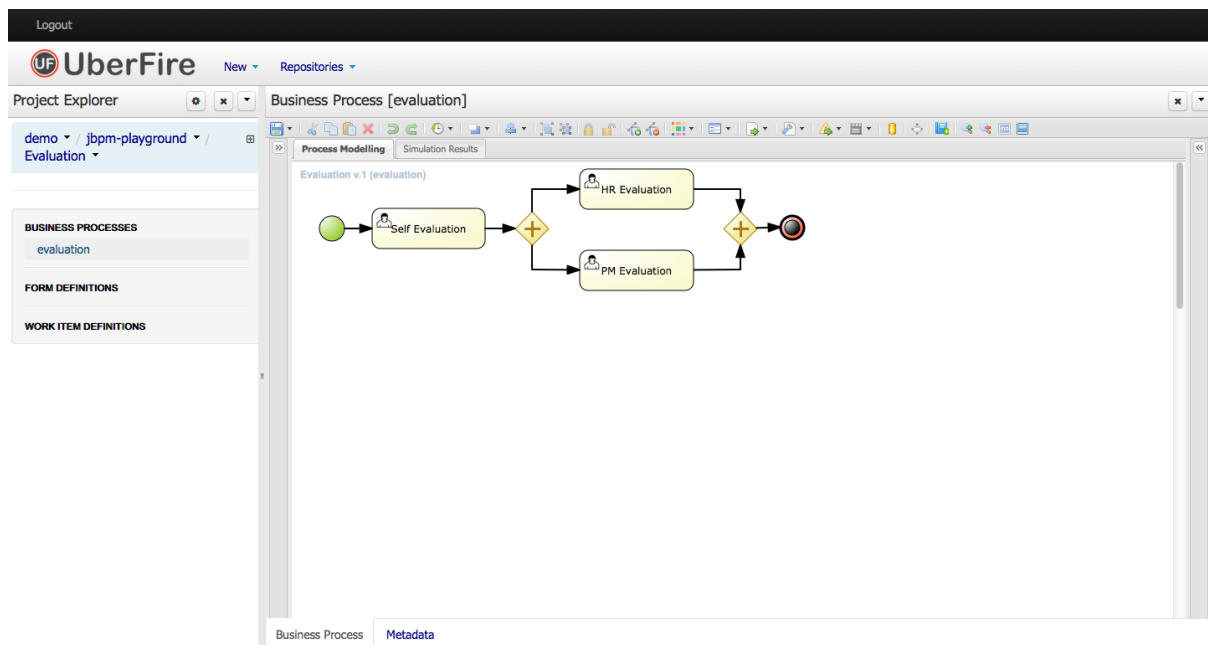 Logout
UF UberFire New Repositories
Project Explorer
Business Process [evaluation]
demo / jbpm-playground /
Evaluation
Process Modelling Simulation Results
Evaluation v.1 (evaluation)
BUSINESS PROCESSES
evaluation
FORM DEFINITIONS
WORK ITEM DEFINITIONS
HR Evaluation
Self Evaluation
PM Evaluation
Business Process Metadata